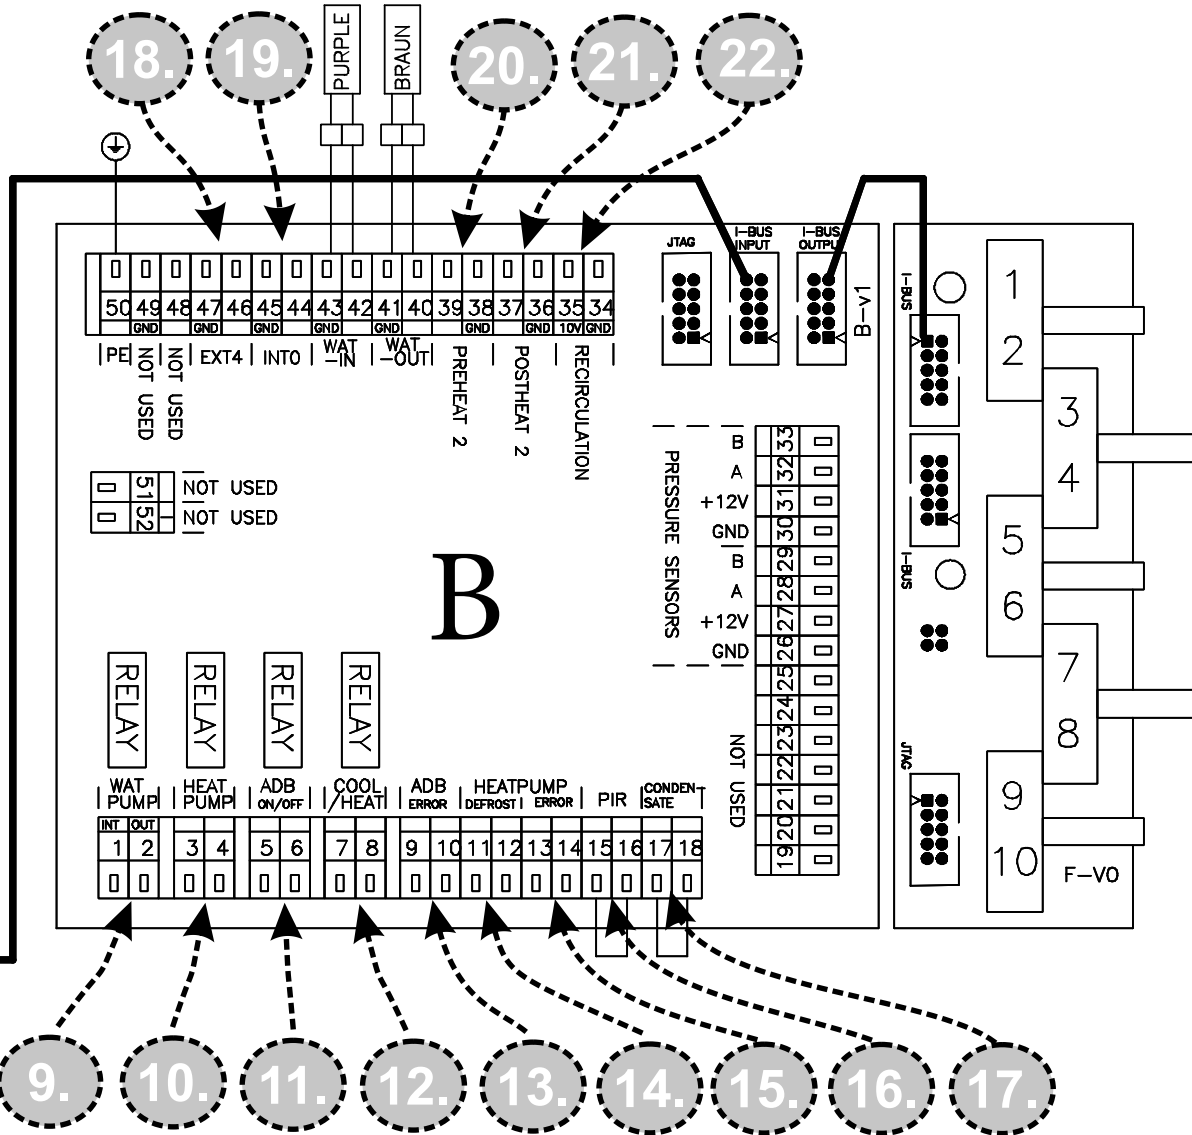 18.
19.
20.
21.
22.
PURPLE
BRAUN
50 49 48 47 46 45 44 43 42 41 40 39 38 37 36 35 34
GND GND GND GND GND GND GND 10V GND
PE
NOT USED
NOT USED
EXT4
INT0
WAT
-IN
WAT
-OUT
PREHEAT 2
POSTHEAT 2
RECIRCULATION
JTAG
I-BUS
INPUT
I-BUS
OUTPUT
B-v1
51 NOT USED
52 NOT USED
B
PRESSURE SENSORS
B 33
A 32
+12V 31
GND 30
B 29
A 28
+12V 27
GND 26
25
24
23
22
21
20
19
NOT USED
I-BUS
I-BUS
JTAG
1
2
3
4
5
6
7
8
9
10
F-V0
RELAY
RELAY
RELAY
RELAY
WAT
PUMP
HEAT
PUMP
ADB
ON/OFF
COOL
/HEAT
ADB
ERROR
HEATPUMP
DEFROST ERROR
PIR
CONDEN-
SATE
INT OUT
1 2 3 4 5 6 7 8 9 10 11 12 13 14 15 16 17 18
9.
10.
11.
12.
13.
14.
15.
16.
17.